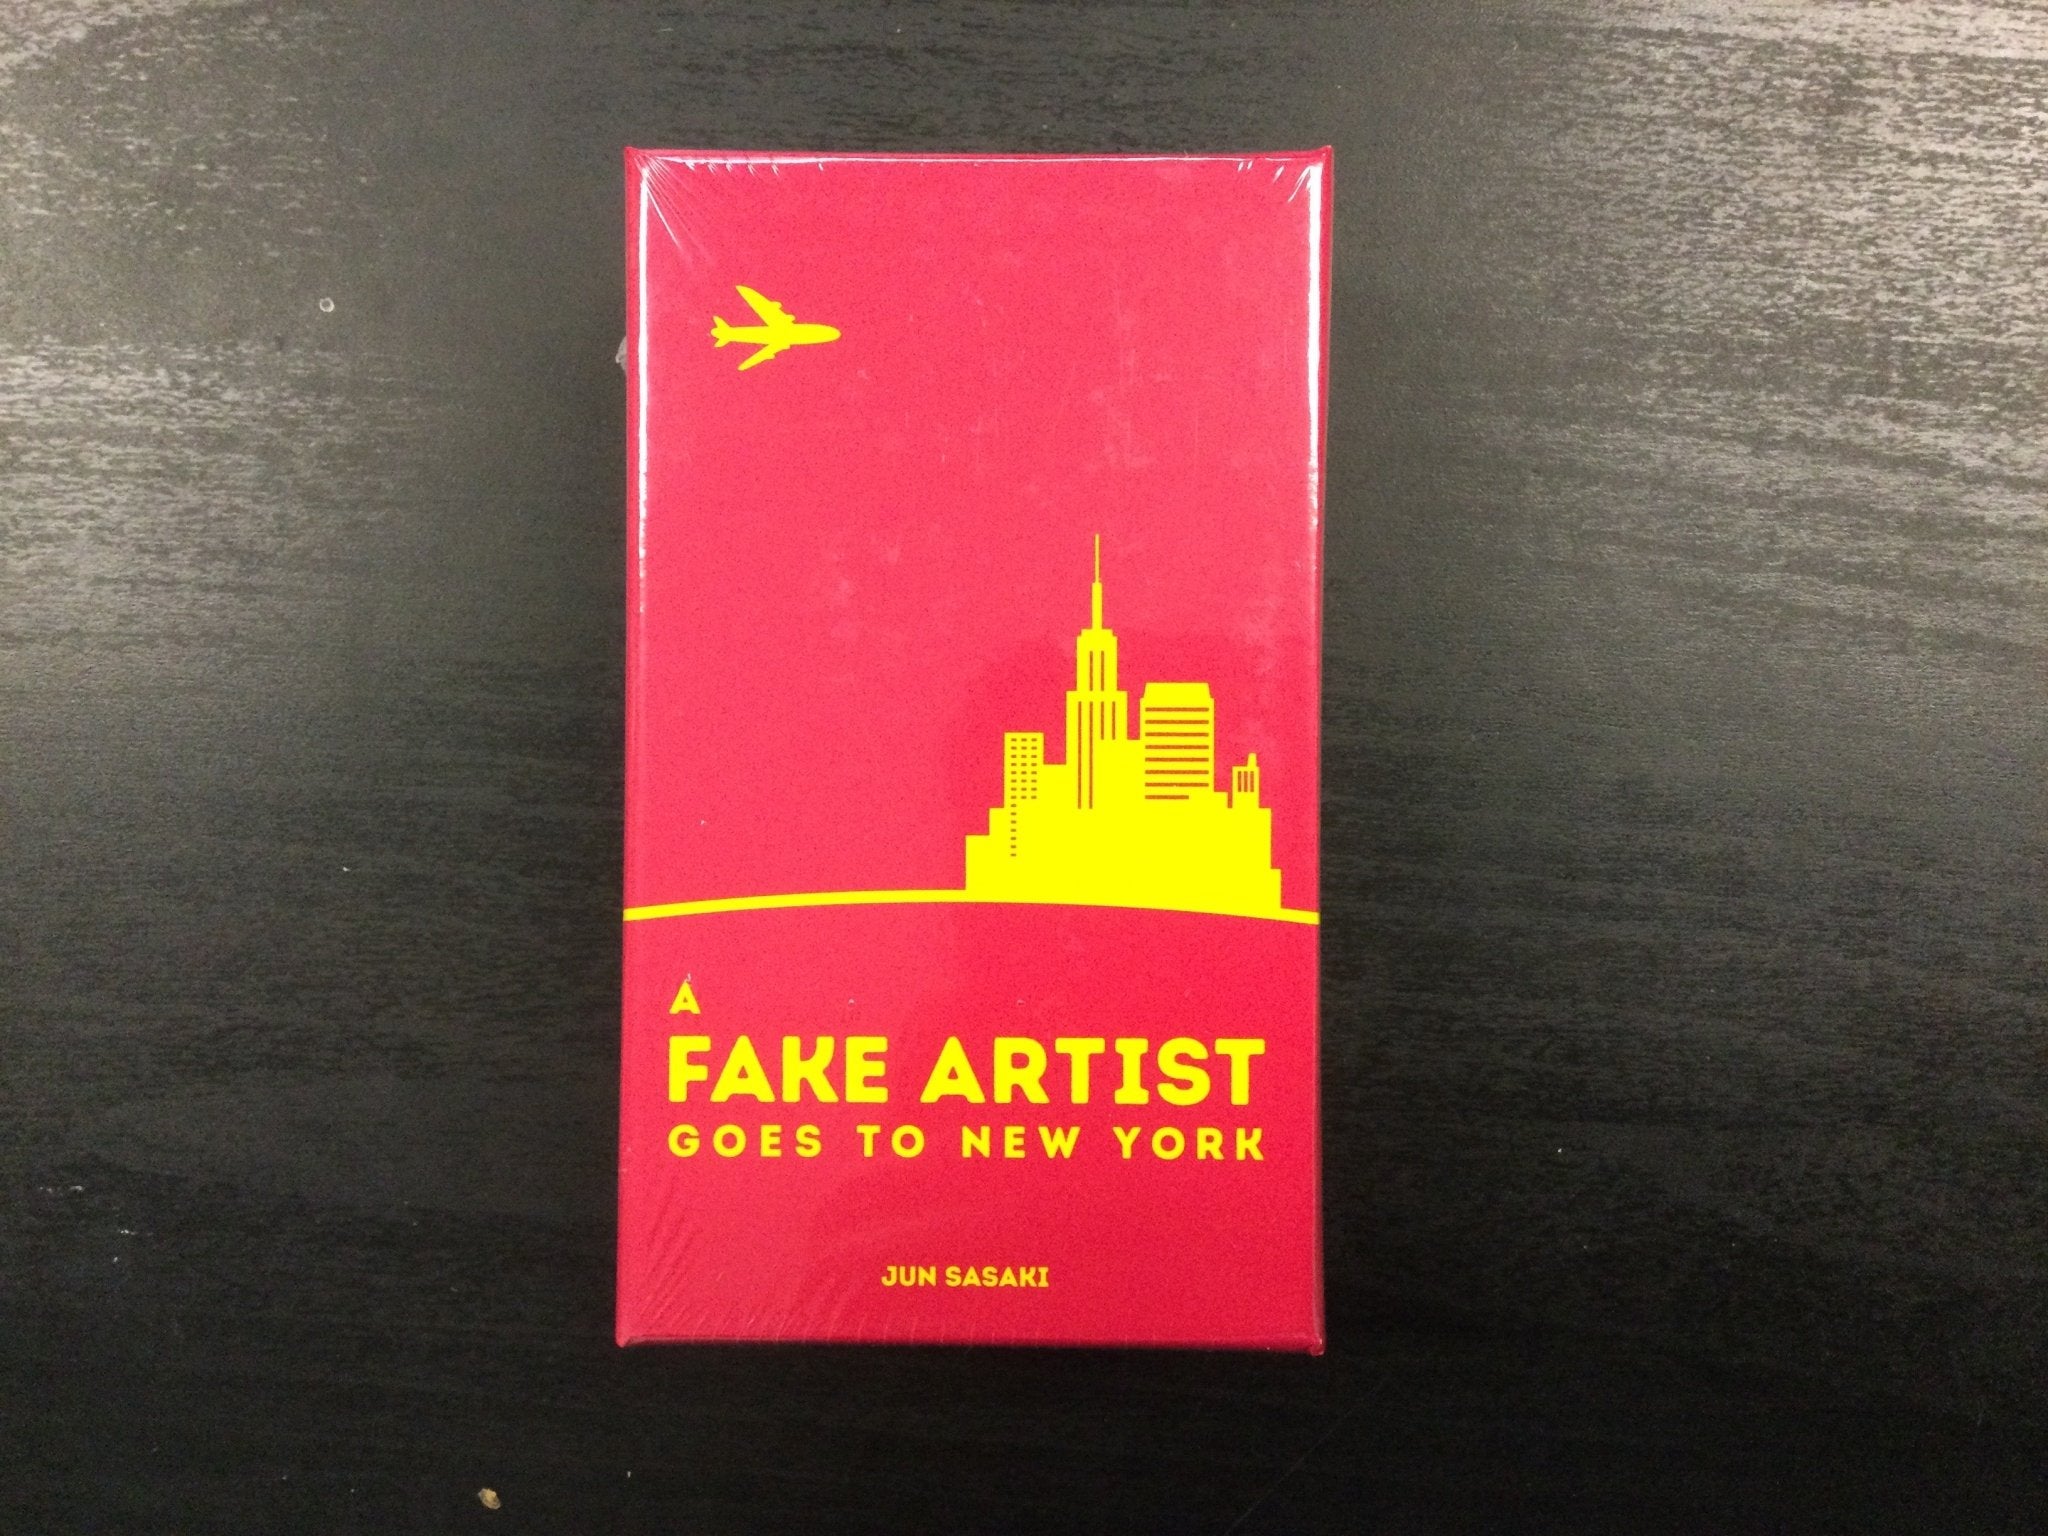 A
FAKE ARTIST
GOES TO NEW YORK
JUN SASAKI